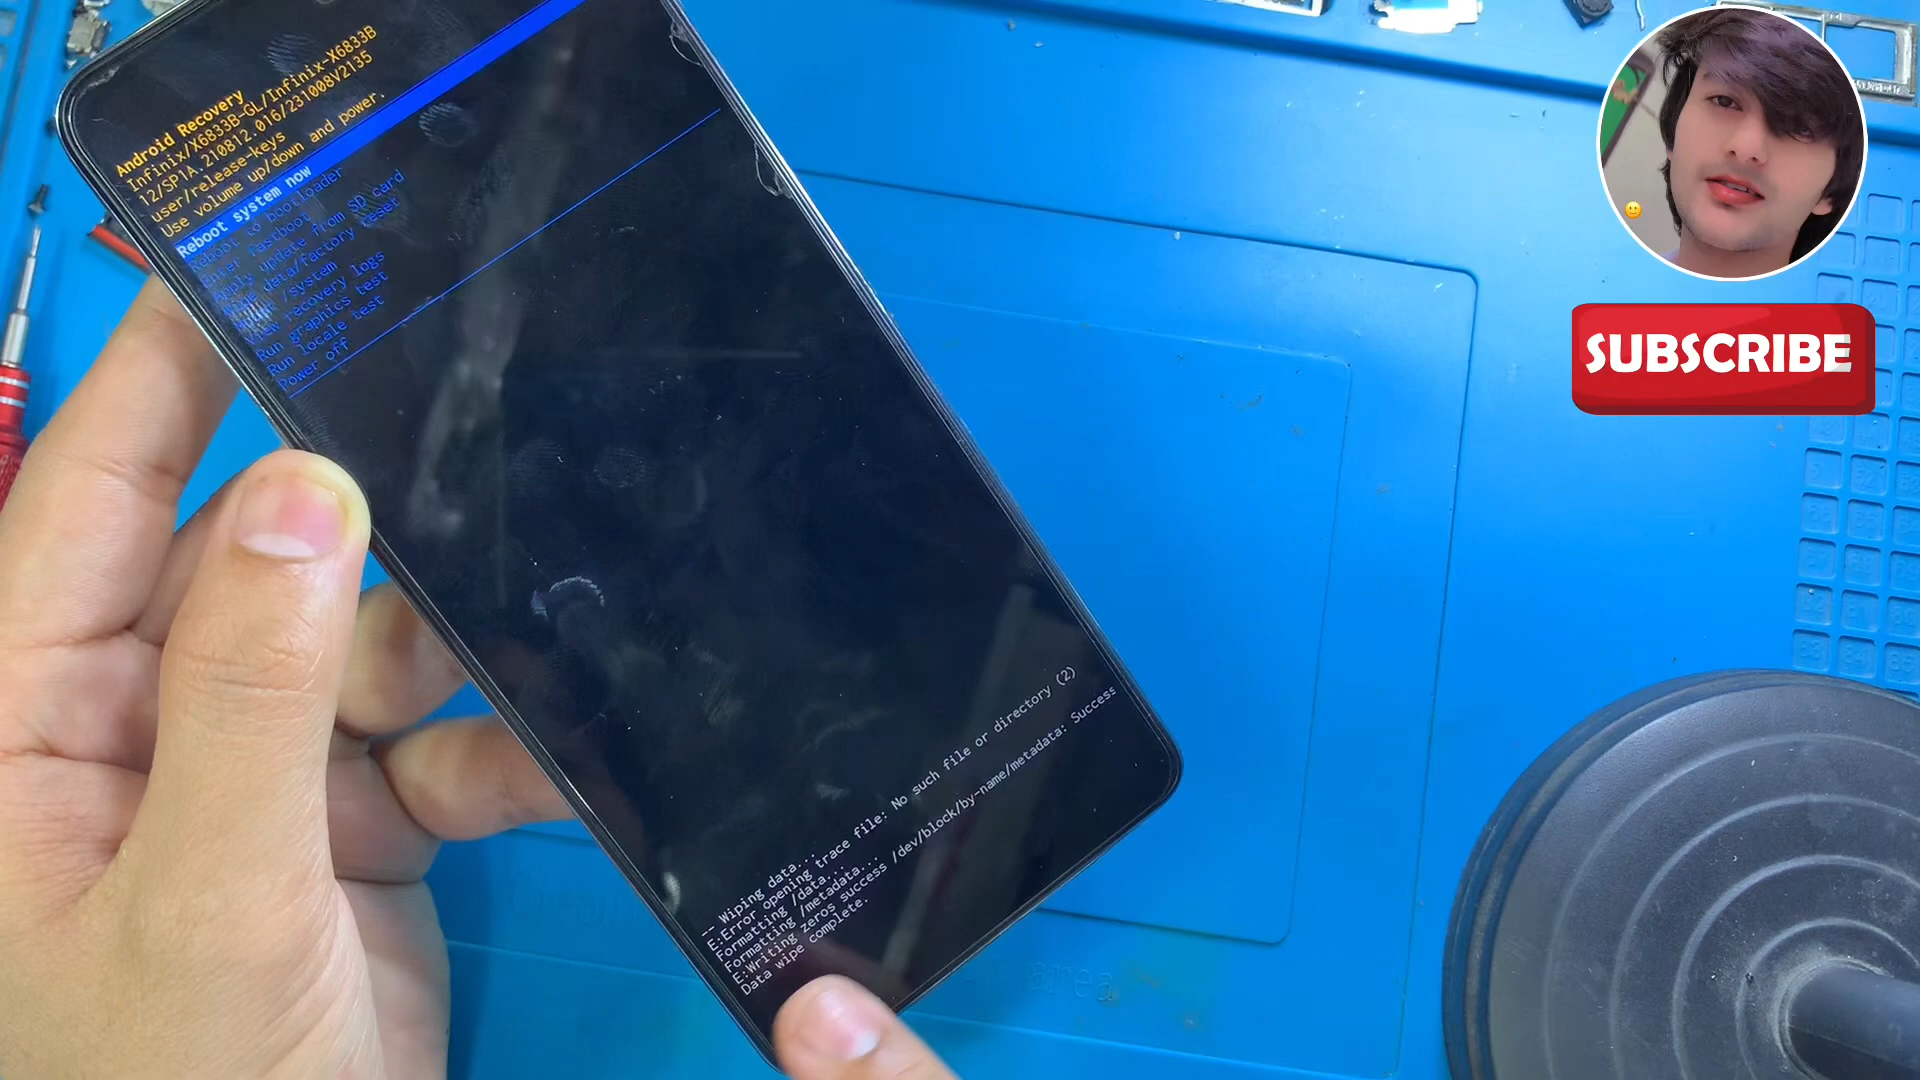 Android Recovery
Infinix/X6833B-GL/Infinix-X6833B
12/SP1A.210812.016/231008V2135
user/release-keys
Use volume up/down and power.
Reboot system now
Reboot to bootloader
Enter fastboot
Apply update from SD card
Wipe data/factory reset
Mount /system
View recovery logs
Run graphics test
Run locale test
Power off
-- Wiping data...
E:Error opening trace file: No such file or directory (2)
Formatting /data...
Formatting /metadata...
E:Writing zeros success /dev/block/by-name/metadata: Success
Data wipe complete.
SUBSCRIBE